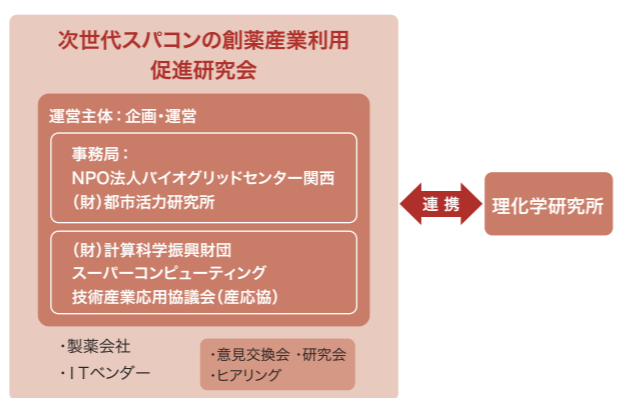 次世代スパコンの創薬産業利用
促進研究会
運営主体：企画・運営
事務局：
NPO法人バイオグリッドセンター関西
（財）都市活力研究所
（財）計算科学振興財団
スーパーコンピューティング
技術産業応用協議会（産応協）
・製薬会社
・ITベンダー
・意見交換会 ・研究会
・ヒアリング
連携
理化学研究所